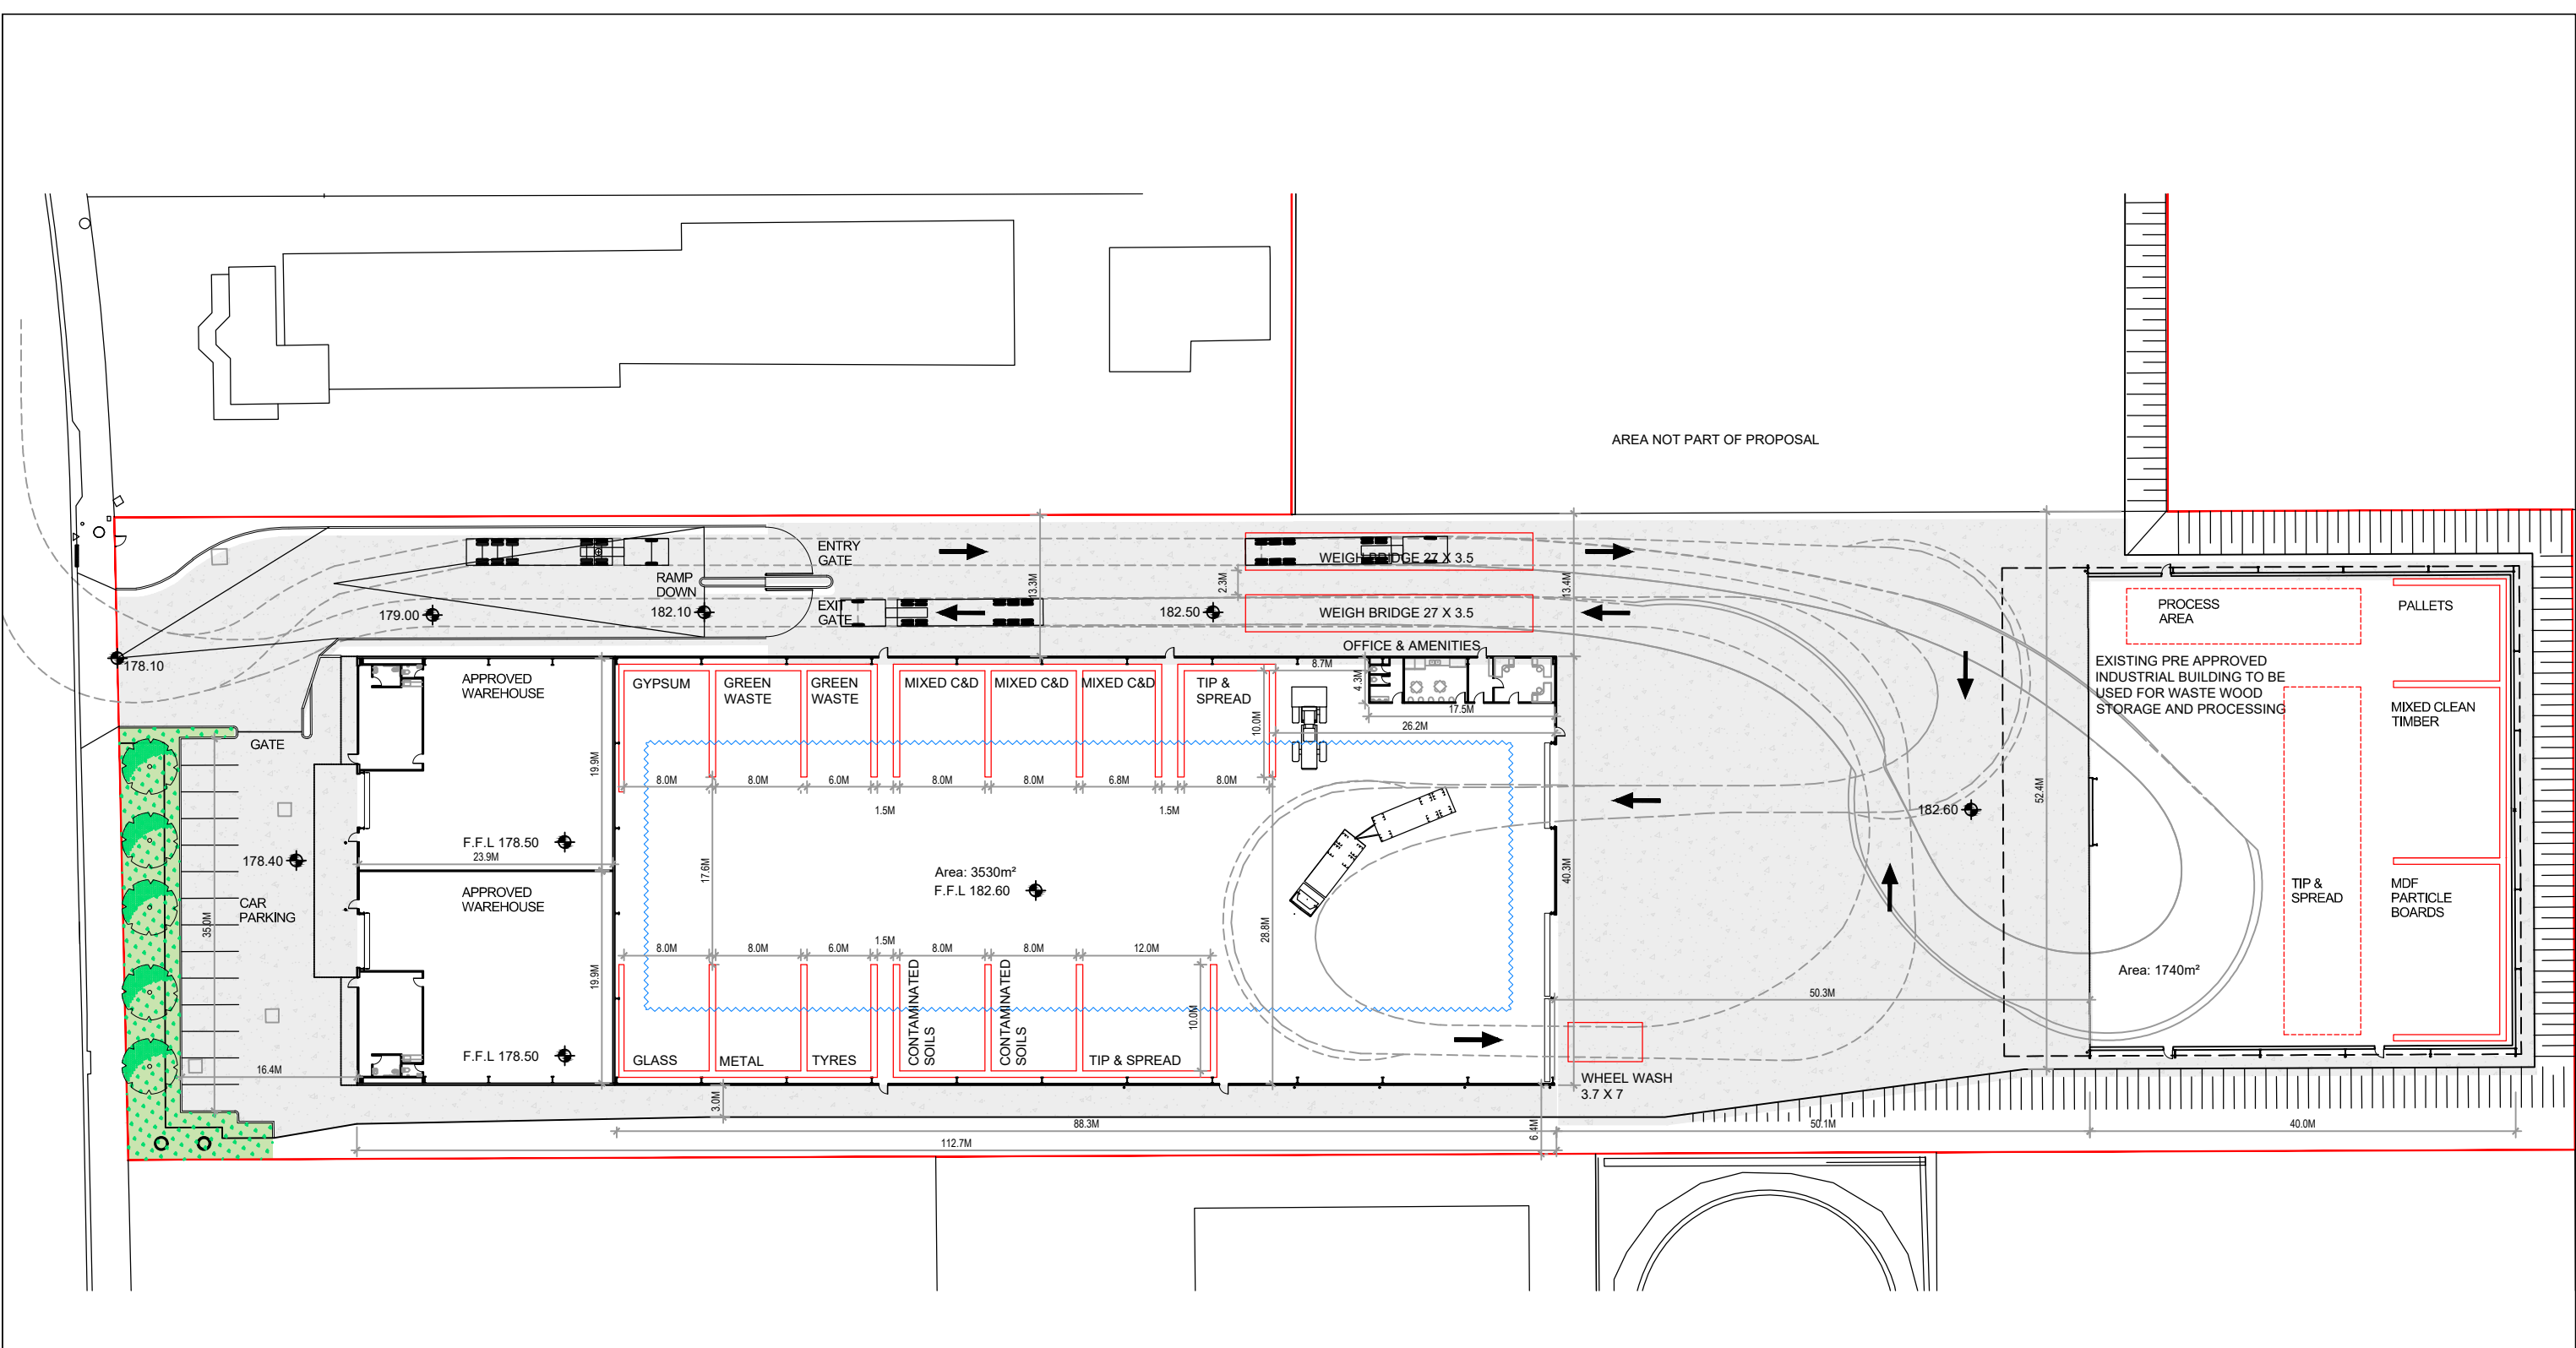 AREA NOT PART OF PROPOSAL
ENTRY
GATE
RAMP
DOWN
EXIT
GATE
179.00
182.10
178.10
13.3M
182.50
2.3M
WEIGH BRIDGE 27 X 3.5
WEIGH BRIDGE 27 X 3.5
13.4M
OFFICE & AMENITIES
8.7M
4.3M
17.5M
26.2M
10.0M
APPROVED
WAREHOUSE
GYPSUM
GREEN
WASTE
GREEN
WASTE
MIXED C&D
MIXED C&D
MIXED C&D
TIP &
SPREAD
GATE
19.9M
8.0M
8.0M
6.0M
8.0M
8.0M
6.8M
8.0M
1.5M
1.5M
F.F.L 178.50
23.9M
178.40
17.6M
Area: 3530m²
F.F.L 182.60
40.3M
APPROVED
WAREHOUSE
CAR
PARKING
35.0M
28.8M
8.0M
8.0M
6.0M
1.5M
8.0M
8.0M
12.0M
19.9M
CONTAMINATED
SOILS
CONTAMINATED
SOILS
10.0M
F.F.L 178.50
GLASS
METAL
TYRES
TIP & SPREAD
16.4M
3.0M
WHEEL WASH
3.7 X 7
88.3M
112.7M
6.4M
50.1M
40.0M
50.3M
52.4M
182.60
PROCESS
AREA
PALLETS
EXISTING PRE APPROVED
INDUSTRIAL BUILDING TO BE
USED FOR WASTE WOOD
STORAGE AND PROCESSING
MIXED CLEAN
TIMBER
TIP &
SPREAD
MDF
PARTICLE
BOARDS
Area: 1740m²